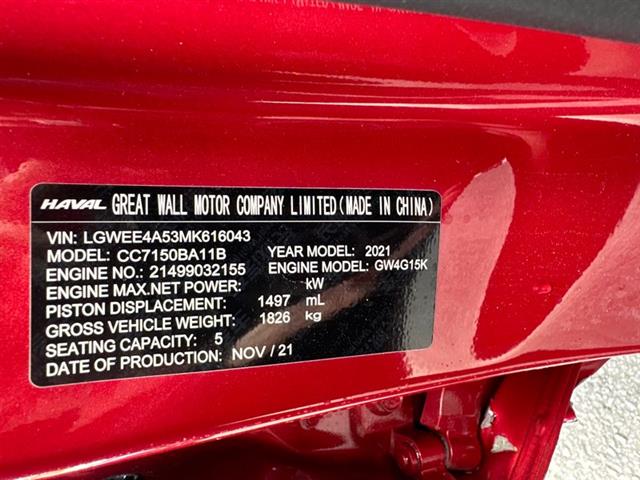 HAVAL GREAT WALL MOTOR COMPANY LIMITED(MADE IN CHINA)
VIN: LGWEE4A53MK616043
MODEL: CC7150BA11B YEAR MODEL: 2021
ENGINE NO.: 21499032155 ENGINE MODEL: GW4G15K
ENGINE MAX.NET POWER: kW
PISTON DISPLACEMENT: 1497 mL
GROSS VEHICLE WEIGHT: 1826 kg
SEATING CAPACITY: 5
DATE OF PRODUCTION: NOV / 21